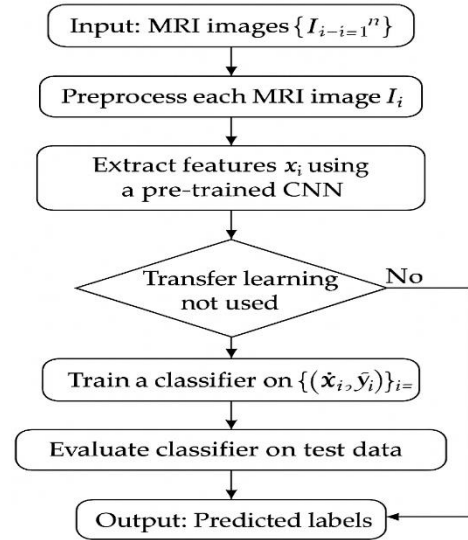 Input: MRI images {I_{i−i=1}^n}
Preprocess each MRI image I_i
Extract features x_i using
a pre-trained CNN
Transfer learning
not used
No
Train a classifier on {(ẋ_i, ȳ_i)}_{i=
Evaluate classifier on test data
Output: Predicted labels